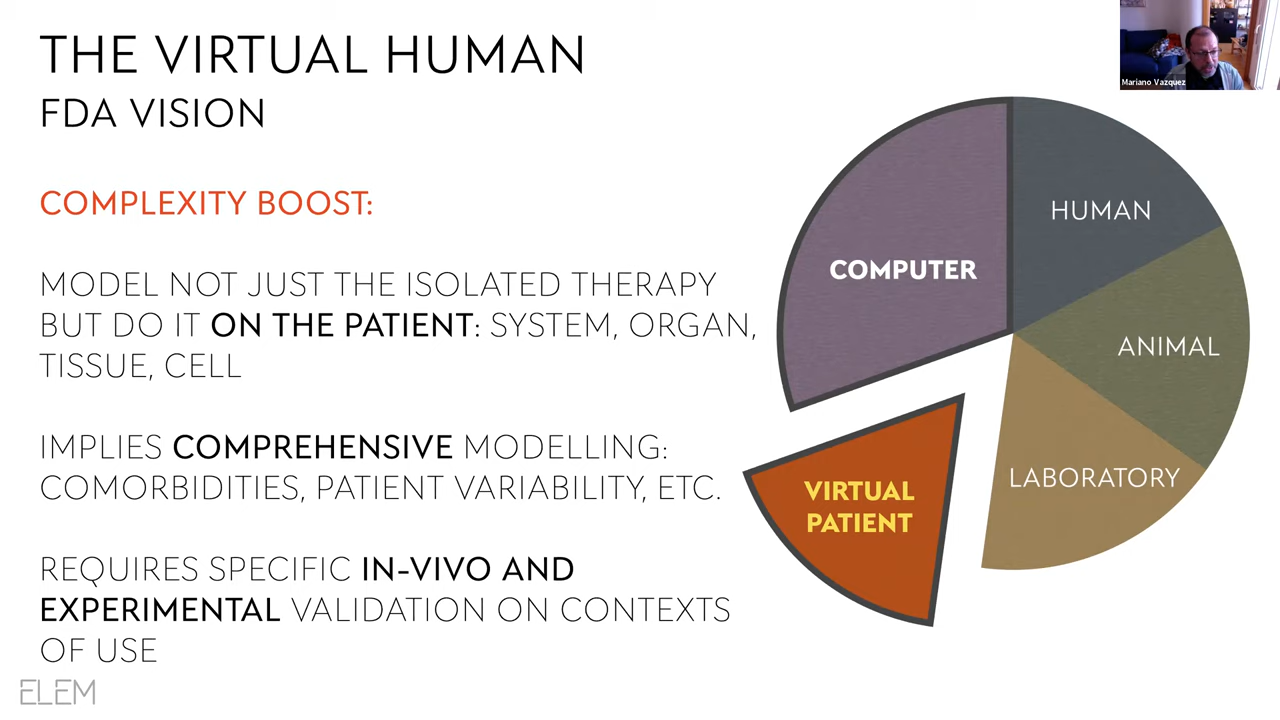 THE VIRTUAL HUMAN
FDA VISION
COMPLEXITY BOOST:
MODEL NOT JUST THE ISOLATED THERAPY
BUT DO IT ON THE PATIENT: SYSTEM, ORGAN,
TISSUE, CELL
IMPLIES COMPREHENSIVE MODELLING:
COMORBIDITIES, PATIENT VARIABILITY, ETC.
REQUIRES SPECIFIC IN-VIVO AND
EXPERIMENTAL VALIDATION ON CONTEXTS
OF USE
ELEM
COMPUTER
HUMAN
ANIMAL
LABORATORY
VIRTUAL
PATIENT
Mariano Vazquez